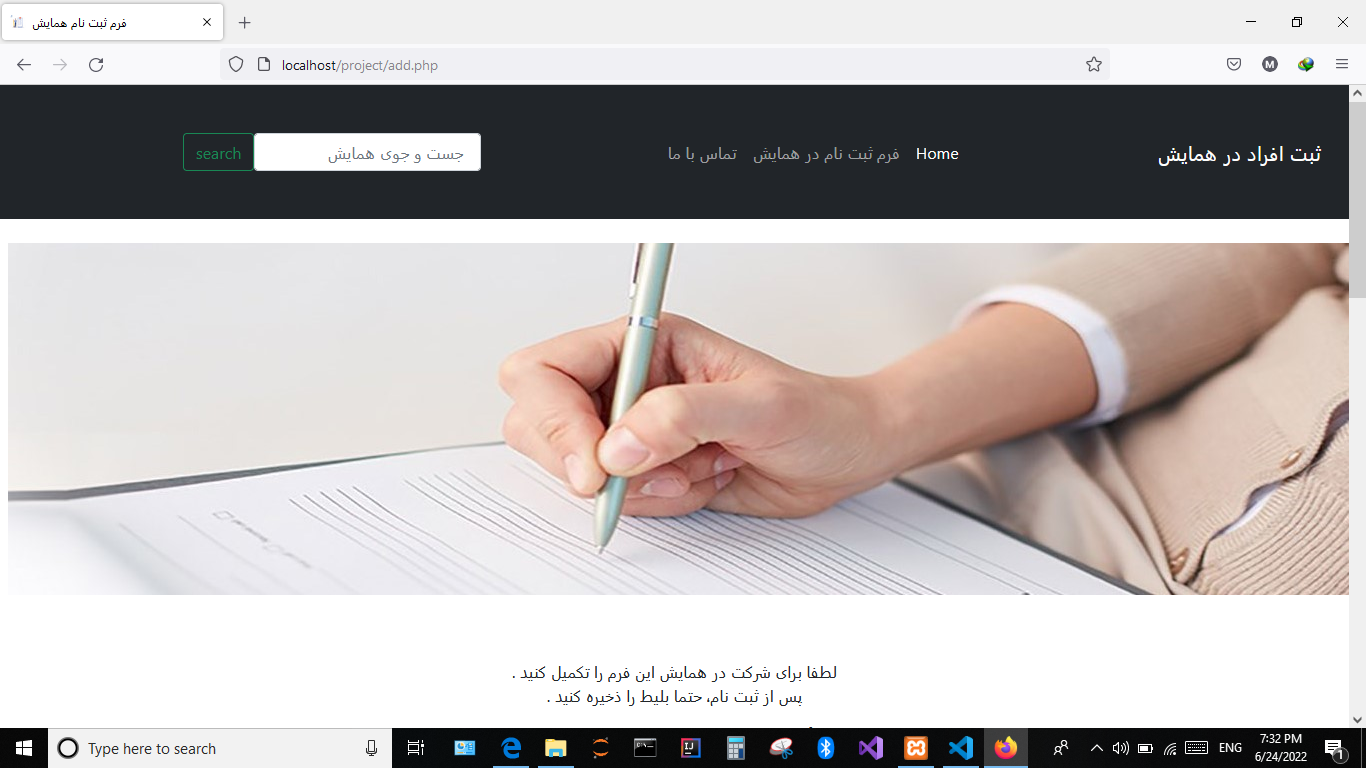 فرم ثبت نام همایش
localhost/project/add.php
M
ثبت افراد در همایش
Home
فرم ثبت نام در همایش
تماس با ما
جست و جوی همایش
search
لطفا برای شرکت در همایش این فرم را تکمیل کنید .
پس از ثبت نام، حتما بلیط را ذخیره کنید .
Type here to search
ENG
7:32 PM
6/24/2022
1